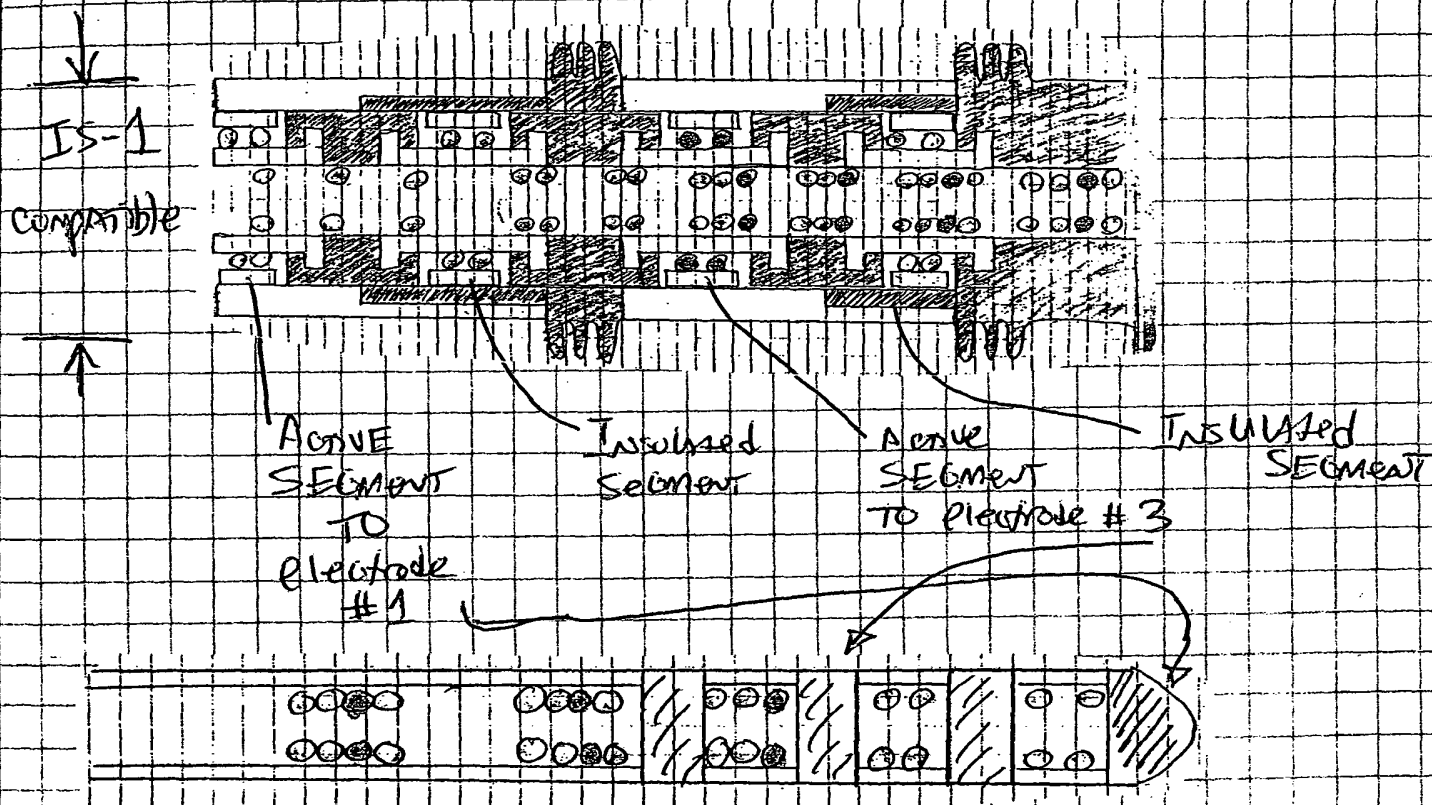 IS-1
compatible
Active
SEGMENT
TO
electrode
#1
Insulated
segment
Active
SEGMENT
TO electrode #3
INSULATED
SEGMENT